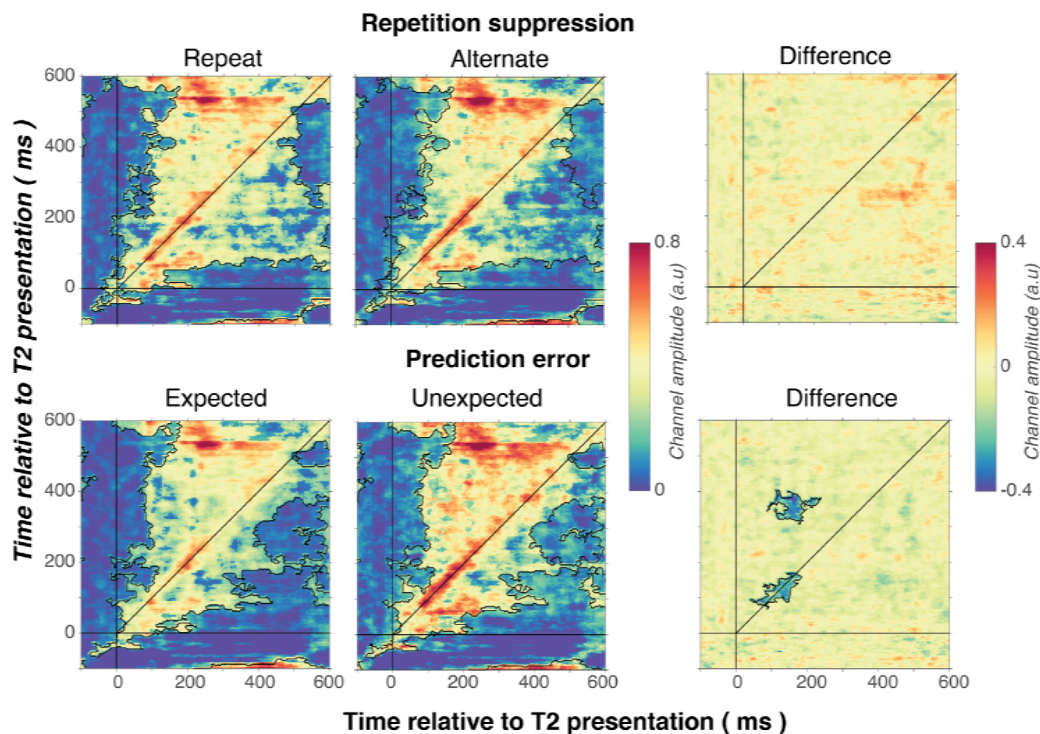 Repetition suppression
Repeat
Alternate
Difference
600
400
200
0
Time relative to T2 presentation ( ms )
0.8
Channel amplitude (a.u)
0
0.4
Channel amplitude (a.u)
0
-0.4
Prediction error
Expected
Unexpected
Difference
600
400
200
0
0 200 400 600
0 200 400 600
0 200 400 600
Time relative to T2 presentation ( ms )